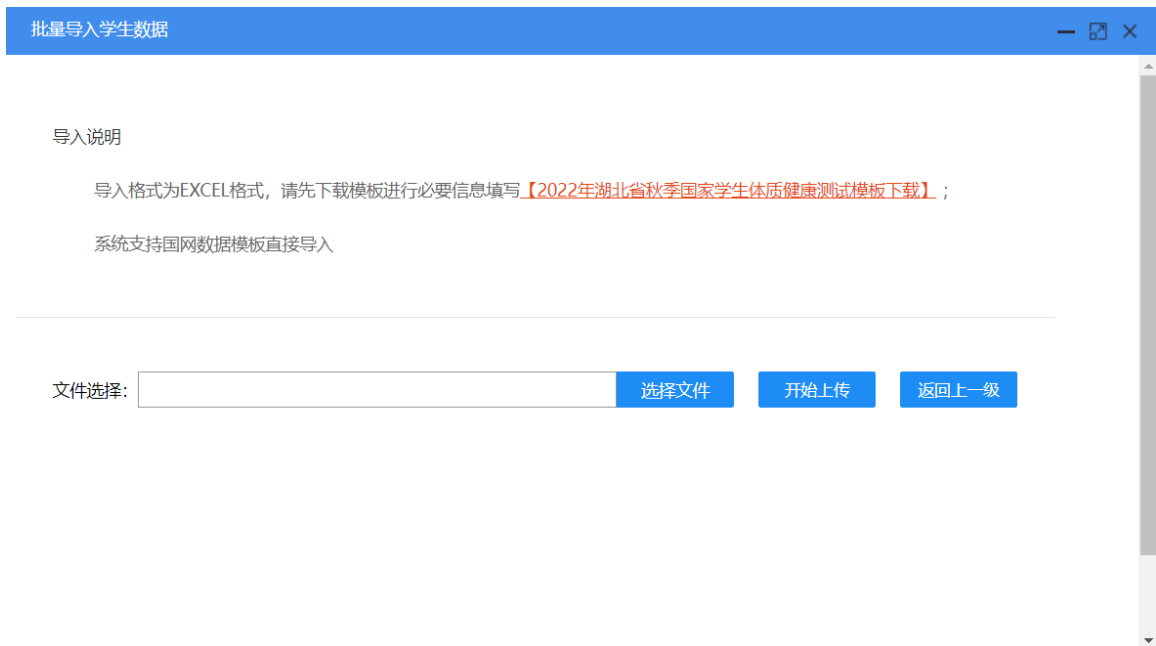 批量导入学生数据
导入说明
导入格式为EXCEL格式，请先下载模板进行必要信息填写【2022年湖北省秋季国家学生体质健康测试模板下载】；
系统支持国网数据模板直接导入
文件选择： 选择文件 开始上传 返回上一级